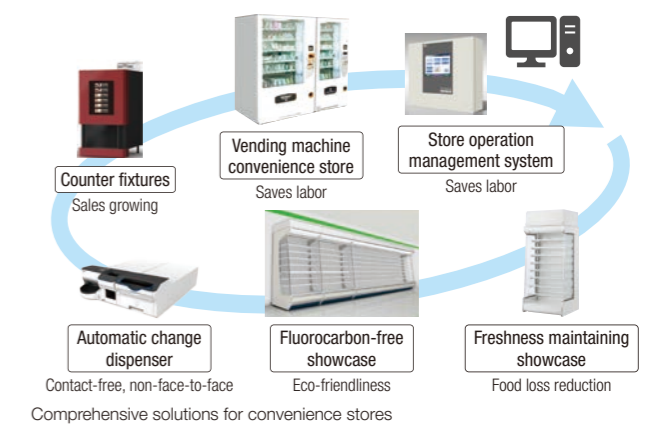 Vending machine
convenience store
Saves labor
Store operation
management system
Saves labor
Counter fixtures
Sales growing
Automatic change
dispenser
Contact-free, non-face-to-face
Fluorocarbon-free
showcase
Eco-friendliness
Freshness maintaining
showcase
Food loss reduction
Comprehensive solutions for convenience stores